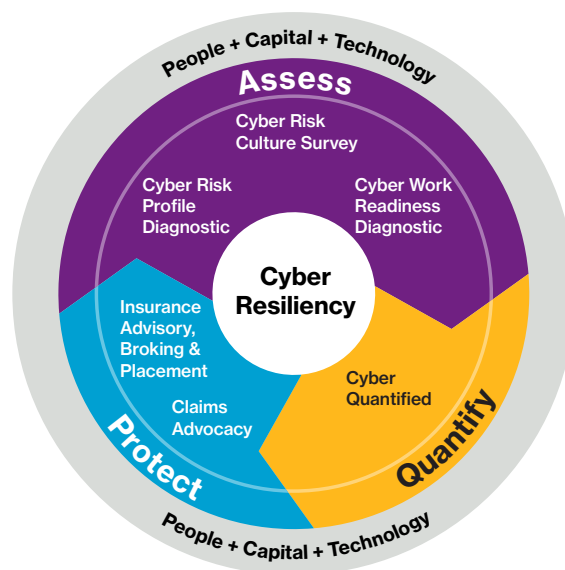 People + Capital + Technology
Assess
Cyber Risk
Culture Survey
Cyber Risk
Profile
Diagnostic
Cyber Work
Readiness
Diagnostic
Cyber
Resiliency
Insurance
Advisory,
Broking &
Placement
Claims
Advocacy
Cyber
Quantified
Protect
Quantify
People + Capital + Technology